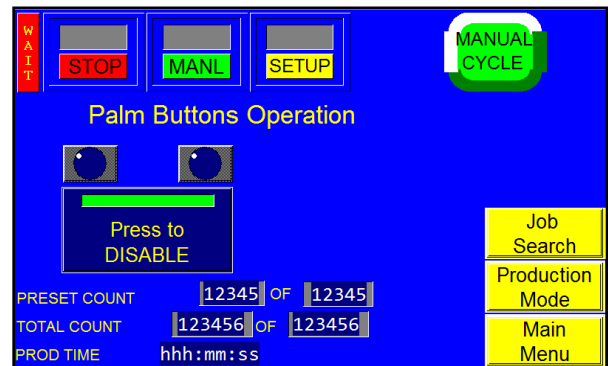 WAIT
STOP
MANL
SETUP
MANUAL
CYCLE
Palm Buttons Operation
Press to
DISABLE
Job
Search
Production
Mode
Main
Menu
PRESET COUNT 12345 OF 12345
TOTAL COUNT 123456 OF 123456
PROD TIME hhh:mm:ss